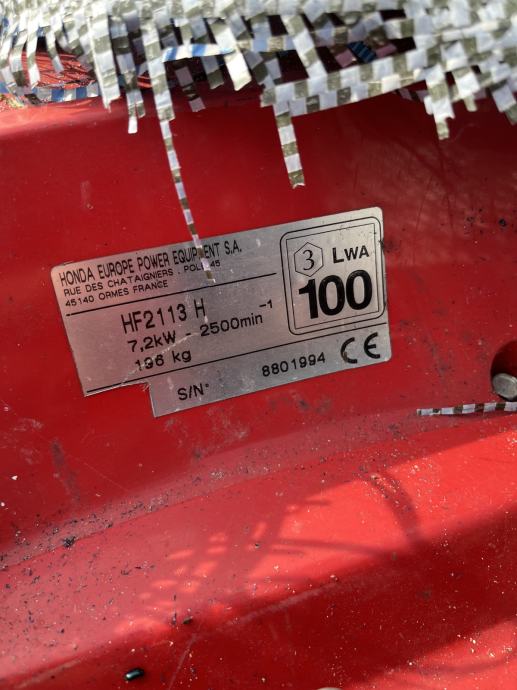 HONDA EUROPE POWER EQUIPMENT S.A.
RUE DES CHATAIGNIERS . POLE 45
45140 ORMES FRANCE
HF2113 H
7,2kW - 2500min⁻¹
196 kg
3 LWA
100
S/N° 8801994 CE